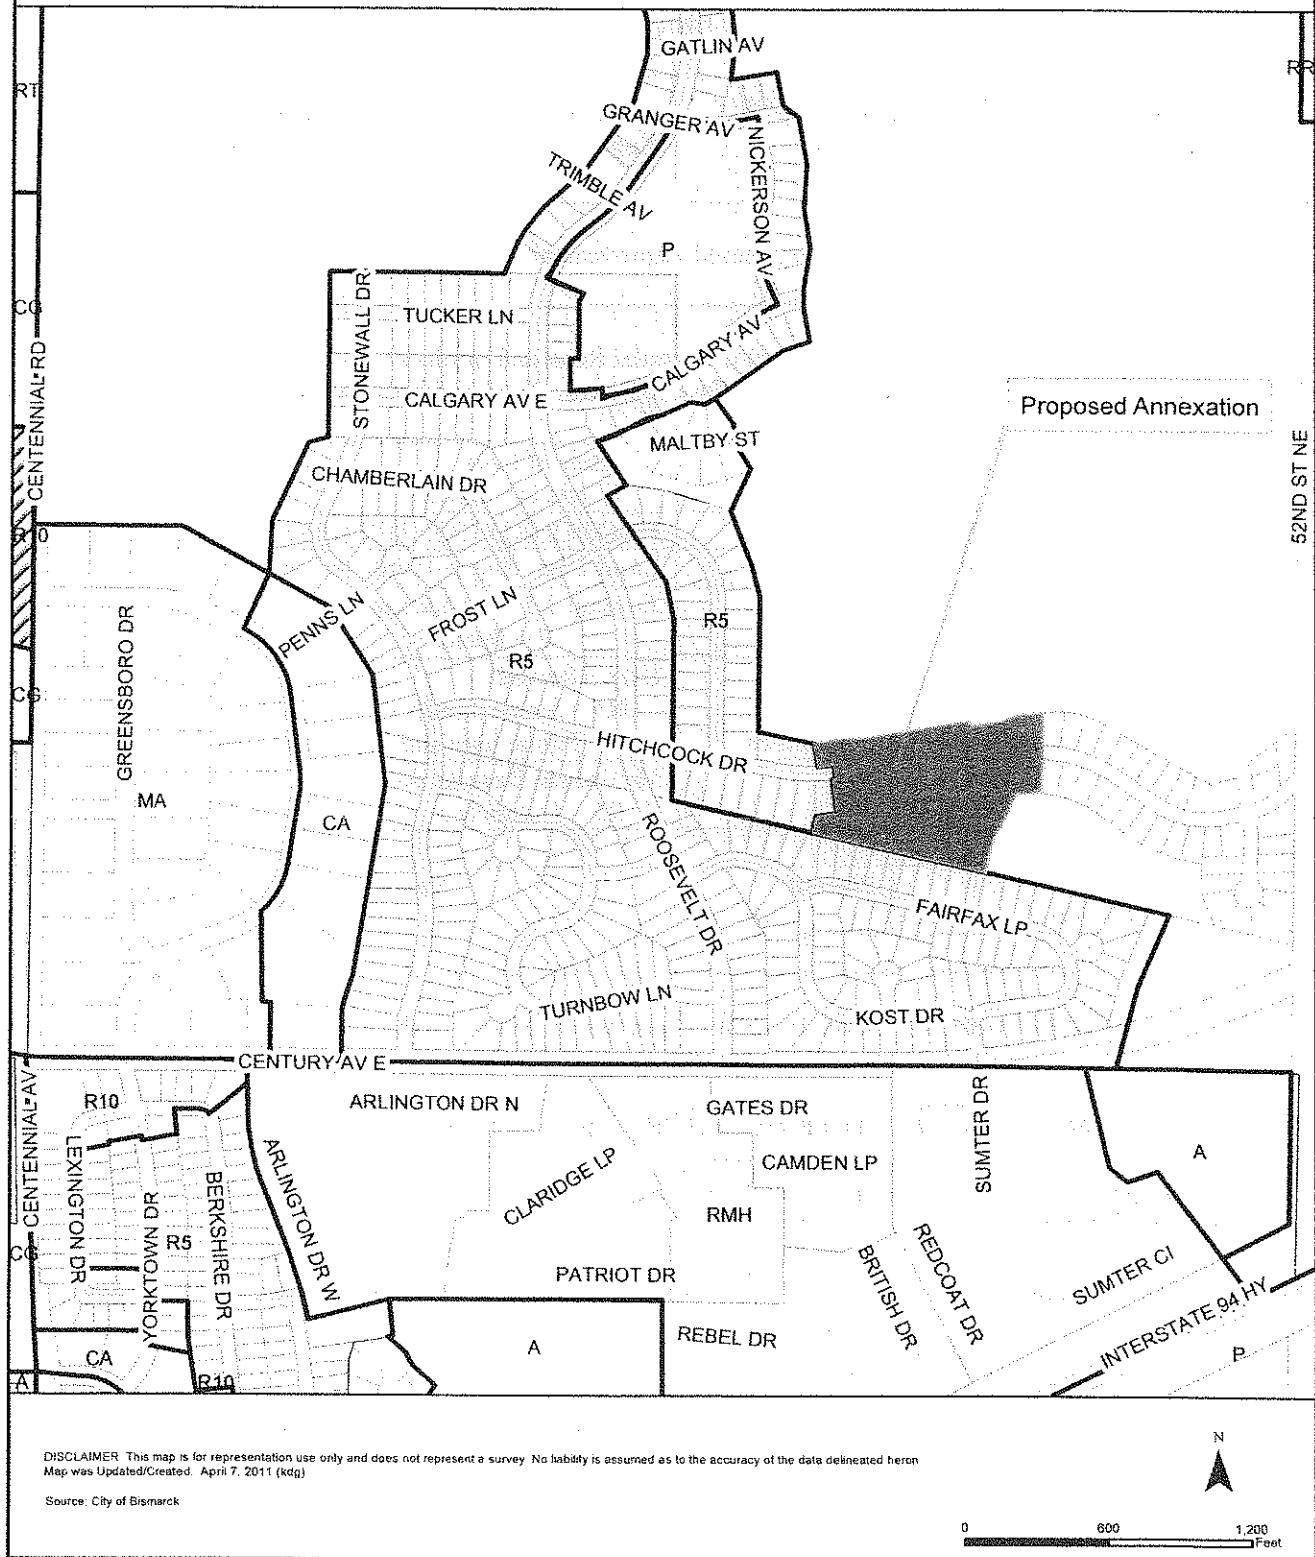 GATLIN AV
RT
RR
GRANGER AV
NICKERSON AV
TRIMBLE AV
P
STONEWALL DR
TUCKER LN
CG
CENTENNIAL RD
CALGARY AV
CALGARY AV E
Proposed Annexation
MALTBY ST
52ND ST NE
CHAMBERLAIN DR
R10
PENNS LN
FROST LN
R5
GREENSBORO DR
R5
CG
HITCHCOCK DR
MA
CA
ROOSEVELT DR
FAIRFAX LP
TURNBOW LN
KOST DR
CENTURY AV E
CENTENNIAL AV
R10
ARLINGTON DR N
GATES DR
SUMTER DR
LEXINGTON DR
ARLINGTON DR W
CLARIDGE LP
CAMDEN LP
A
YORKTOWN DR
BERKSHIRE DR
RMH
CG
R5
PATRIOT DR
BRITISH DR
REDCOAT DR
SUMTER CI
INTERSTATE 94 HY
REBEL DR
A
CA
P
A
R10
DISCLAIMER This map is for representation use only and does not represent a survey No liability is assumed as to the accuracy of the data delineated heron
Map was Updated/Created. April 7, 2011 (kdg)
N
Source: City of Bismarck
0 600 1,200
Feet